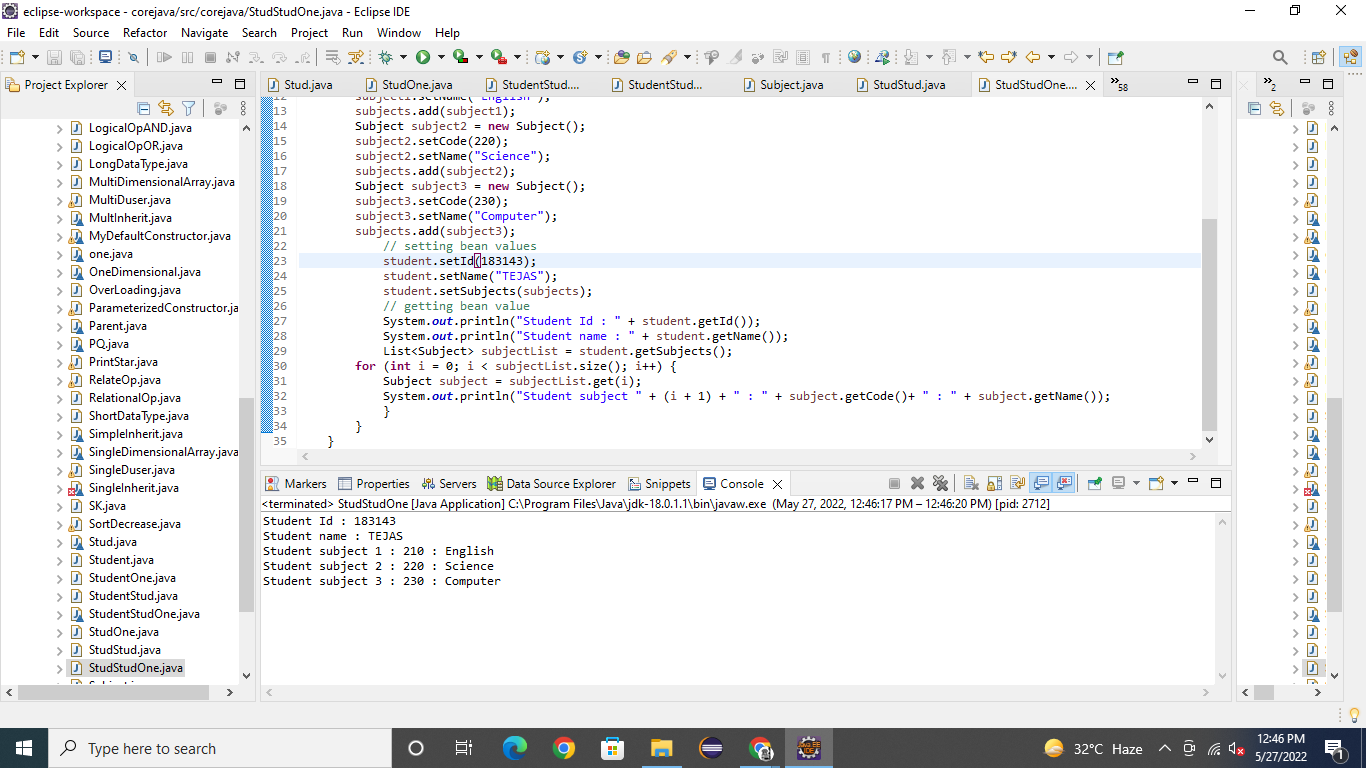 eclipse-workspace - corejava/src/corejava/StudStudOne.java - Eclipse IDE
File Edit Source Refactor Navigate Search Project Run Window Help
Project Explorer
Stud.java StudOne.java StudentStud.... StudentStud... Subject.java StudStud.java StudStudOne.... »58
»2
LogicalOpAND.java
LogicalOpOR.java
LongDataType.java
MultiDimensionalArray.java
MultiDuser.java
MultInherit.java
MyDefaultConstructor.java
one.java
OneDimensional.java
OverLoading.java
ParameterizedConstructor.ja
Parent.java
PQ.java
PrintStar.java
RelateOp.java
RelationalOp.java
ShortDataType.java
SimpleInherit.java
SingleDimensionalArray.java
SingleDuser.java
SingleInherit.java
SK.java
SortDecrease.java
Stud.java
Student.java
StudentOne.java
StudentStud.java
StudentStudOne.java
StudOne.java
StudStud.java
StudStudOne.java
12 subject1.setName("English");
13 subjects.add(subject1);
14 Subject subject2 = new Subject();
15 subject2.setCode(220);
16 subject2.setName("Science");
17 subjects.add(subject2);
18 Subject subject3 = new Subject();
19 subject3.setCode(230);
20 subject3.setName("Computer");
21 subjects.add(subject3);
22 // setting bean values
23 student.setId(183143);
24 student.setName("TEJAS");
25 student.setSubjects(subjects);
26 // getting bean value
27 System.out.println("Student Id : " + student.getId());
28 System.out.println("Student name : " + student.getName());
29 List<Subject> subjectList = student.getSubjects();
30 for (int i = 0; i < subjectList.size(); i++) {
31 Subject subject = subjectList.get(i);
32 System.out.println("Student subject " + (i + 1) + " : " + subject.getCode()+ " : " + subject.getName());
33 }
34 }
35 }
Markers Properties Servers Data Source Explorer Snippets Console
<terminated> StudStudOne [Java Application] C:\Program Files\Java\jdk-18.0.1.1\bin\javaw.exe (May 27, 2022, 12:46:17 PM – 12:46:20 PM) [pid: 2712]
Student Id : 183143
Student name : TEJAS
Student subject 1 : 210 : English
Student subject 2 : 220 : Science
Student subject 3 : 230 : Computer
Type here to search
32°C Haze
12:46 PM
5/27/2022
1